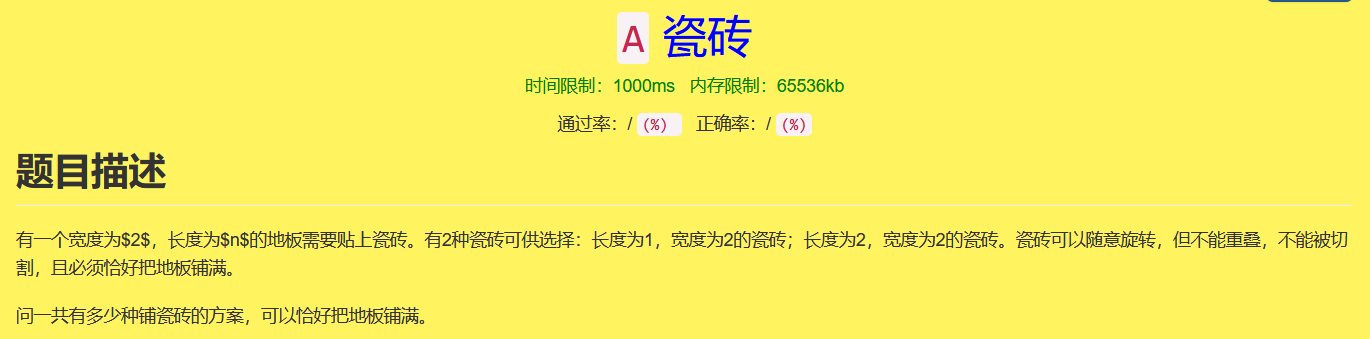 A 瓷砖
时间限制：1000ms 内存限制：65536kb
通过率：/ (%) 正确率：/ (%)
题目描述
有一个宽度为$2$，长度为$n$的地板需要贴上瓷砖。有2种瓷砖可供选择：长度为1，宽度为2的瓷砖；长度为2，宽度为2的瓷砖。瓷砖可以随意旋转，但不能重叠，不能被切
割，且必须恰好把地板铺满。
问一共有多少种铺瓷砖的方案，可以恰好把地板铺满。